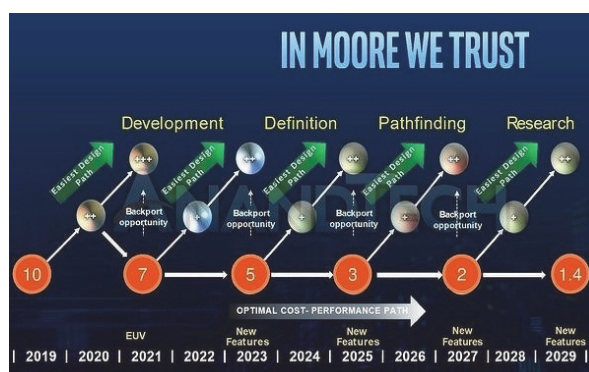 IN MOORE WE TRUST
Development
Definition
Pathfinding
Research
Easiest Design
Path
+++
Easiest Design
Path
++
Easiest Design
Path
++
Easiest Design
Path
++
Easiest Design
Path
++
++
Backport
opportunity
+
Backport
opportunity
+
Backport
opportunity
+
Backport
opportunity
+
ANANDTECH
10
7
5
3
2
1.4
OPTIMAL COST- PERFORMANCE PATH
EUV
New
Features
New
Features
New
Features
New
Features
| 2019 | 2020 | 2021 | 2022 | 2023 | 2024 | 2025 | 2026 | 2027 | 2028 | 2029 |